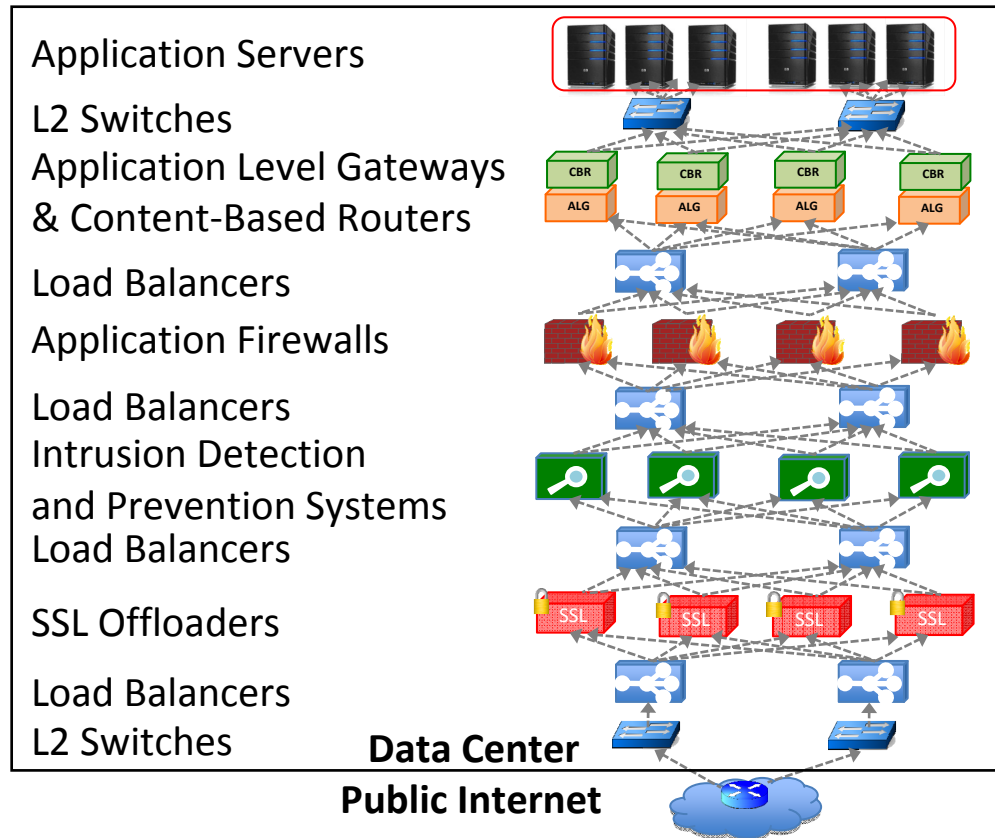 Application Servers
L2 Switches
Application Level Gateways
& Content-Based Routers
CBR
CBR
CBR
CBR
ALG
ALG
ALG
ALG
Load Balancers
Application Firewalls
Load Balancers
Intrusion Detection
and Prevention Systems
Load Balancers
SSL Offloaders
SSL
SSL
SSL
SSL
Load Balancers
L2 Switches
Data Center
Public Internet